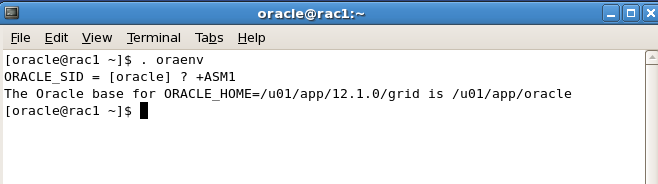 oracle@rac1:~
File Edit View Terminal Tabs Help
[oracle@rac1 ~]$ . oraenv
ORACLE_SID = [oracle] ? +ASM1
The Oracle base for ORACLE_HOME=/u01/app/12.1.0/grid is /u01/app/oracle
[oracle@rac1 ~]$